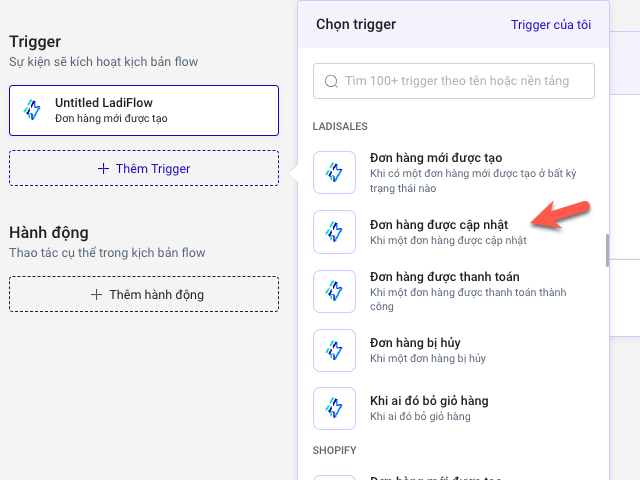 Trigger
Sự kiện sẽ kích hoạt kịch bản flow
Untitled LadiFlow
Đơn hàng mới được tạo
+ Thêm Trigger
Hành động
Thao tác cụ thể trong kịch bản flow
+ Thêm hành động
Chọn trigger
Trigger của tôi
Tìm 100+ trigger theo tên hoặc nền tảng
LADISALES
Đơn hàng mới được tạo
Khi có một đơn hàng mới được tạo ở bất kỳ
trạng thái nào
Đơn hàng được cập nhật
Khi một đơn hàng được cập nhật
Đơn hàng được thanh toán
Khi một đơn hàng được thanh toán thành
công
Đơn hàng bị hủy
Khi một đơn hàng bị hủy
Khi ai đó bỏ giỏ hàng
Khi ai đó bỏ giỏ hàng
SHOPIFY